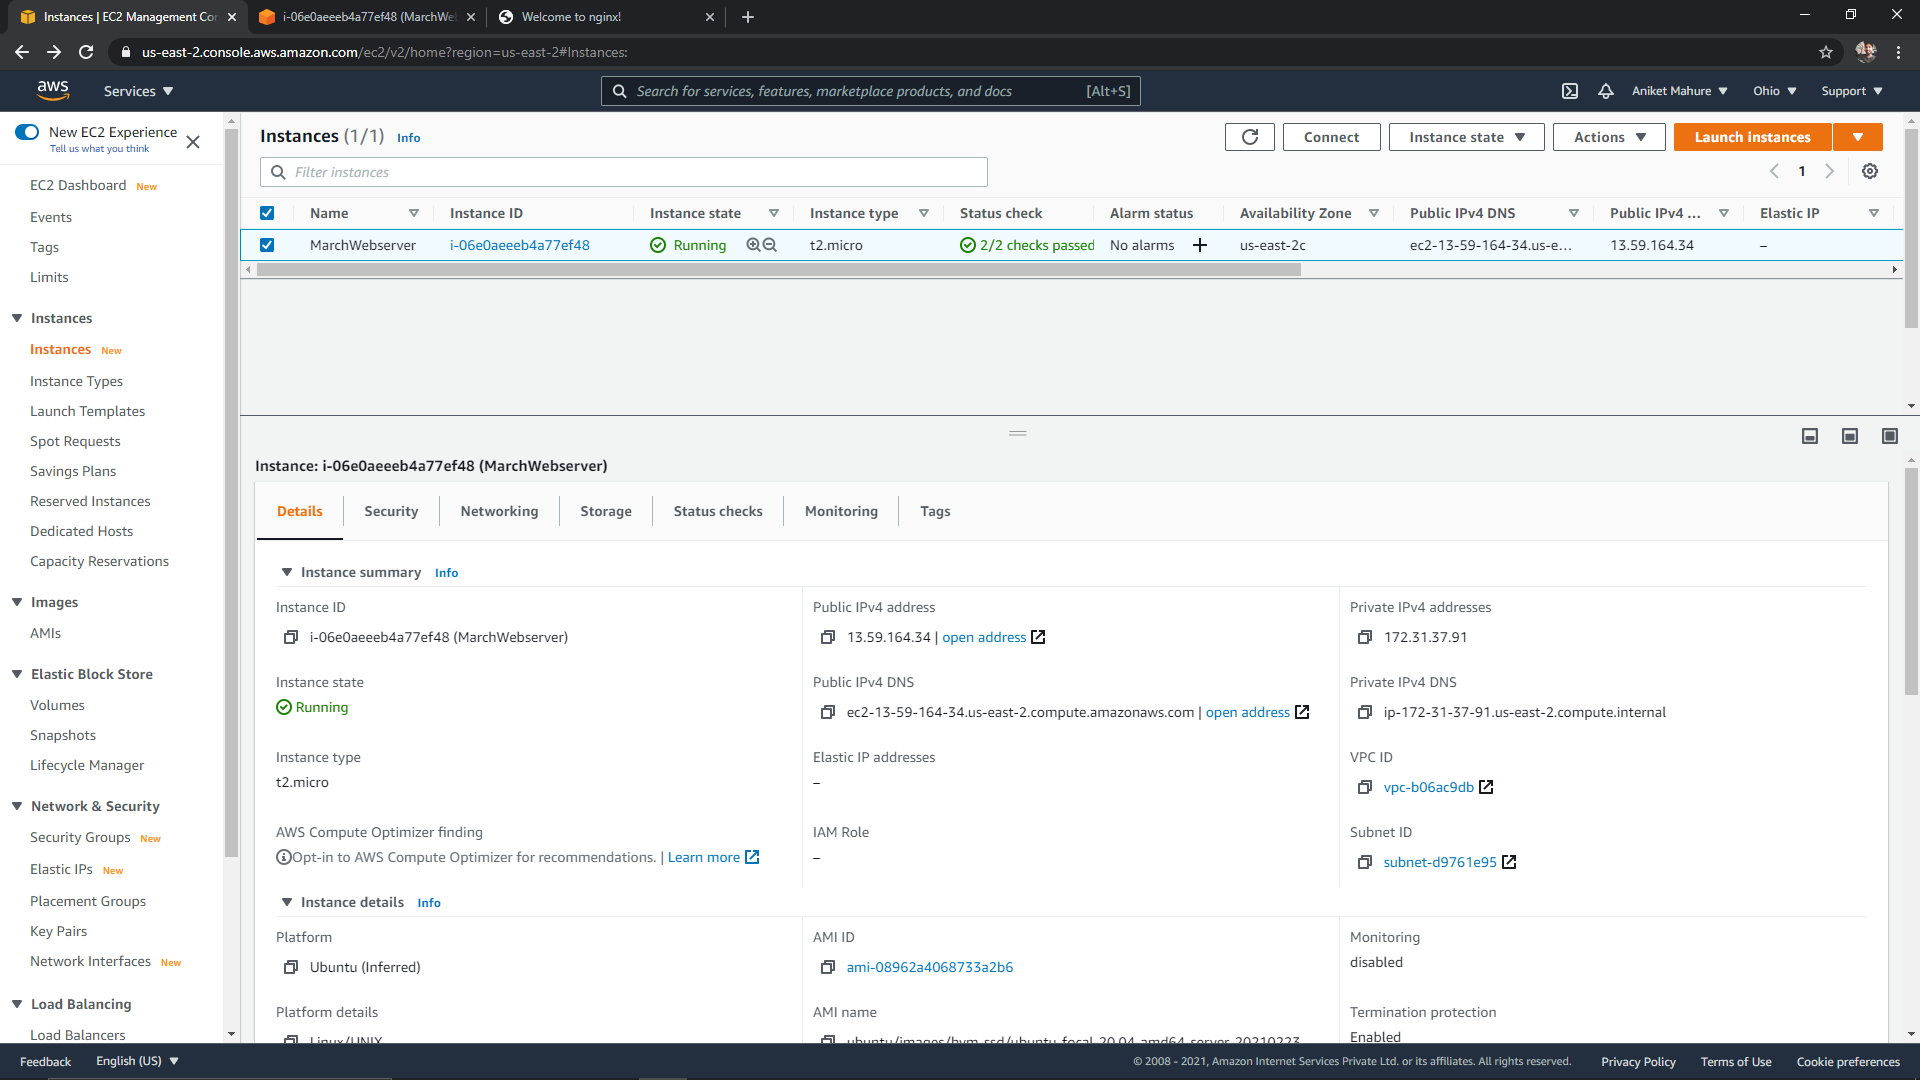 Instances | EC2 Management Con
i-06e0aeeeb4a77ef48 (MarchWeb
Welcome to nginx!
us-east-2.console.aws.amazon.com/ec2/v2/home?region=us-east-2#Instances:
aws
Services
Search for services, features, marketplace products, and docs [Alt+S]
Aniket Mahure
Ohio
Support
New EC2 Experience
Tell us what you think
EC2 Dashboard New
Events
Tags
Limits
Instances
Instances New
Instance Types
Launch Templates
Spot Requests
Savings Plans
Reserved Instances
Dedicated Hosts
Capacity Reservations
Images
AMIs
Elastic Block Store
Volumes
Snapshots
Lifecycle Manager
Network & Security
Security Groups New
Elastic IPs New
Placement Groups
Key Pairs
Network Interfaces New
Load Balancing
Load Balancers
Instances (1/1) Info
Connect
Instance state
Actions
Launch instances
Filter instances
1
Name Instance ID Instance state Instance type Status check Alarm status Availability Zone Public IPv4 DNS Public IPv4 ... Elastic IP
MarchWebserver i-06e0aeeeb4a77ef48 Running t2.micro 2/2 checks passed No alarms + us-east-2c ec2-13-59-164-34.us-e... 13.59.164.34 –
Instance: i-06e0aeeeb4a77ef48 (MarchWebserver)
Details Security Networking Storage Status checks Monitoring Tags
Instance summary Info
Instance ID
i-06e0aeeeb4a77ef48 (MarchWebserver)
Public IPv4 address
13.59.164.34 | open address
Private IPv4 addresses
172.31.37.91
Instance state
Running
Public IPv4 DNS
ec2-13-59-164-34.us-east-2.compute.amazonaws.com | open address
Private IPv4 DNS
ip-172-31-37-91.us-east-2.compute.internal
Instance type
t2.micro
Elastic IP addresses
–
VPC ID
vpc-b06ac9db
AWS Compute Optimizer finding
Opt-in to AWS Compute Optimizer for recommendations. | Learn more
IAM Role
–
Subnet ID
subnet-d9761e95
Instance details Info
Platform
Ubuntu (Inferred)
AMI ID
ami-08962a4068733a2b6
Monitoring
disabled
Platform details
Linux/UNIX
AMI name
ubuntu/images/hvm-ssd/ubuntu-focal-20.04-amd64-server-20210223
Termination protection
Enabled
Feedback
English (US)
© 2008 - 2021, Amazon Internet Services Private Ltd. or its affiliates. All rights reserved.
Privacy Policy
Terms of Use
Cookie preferences